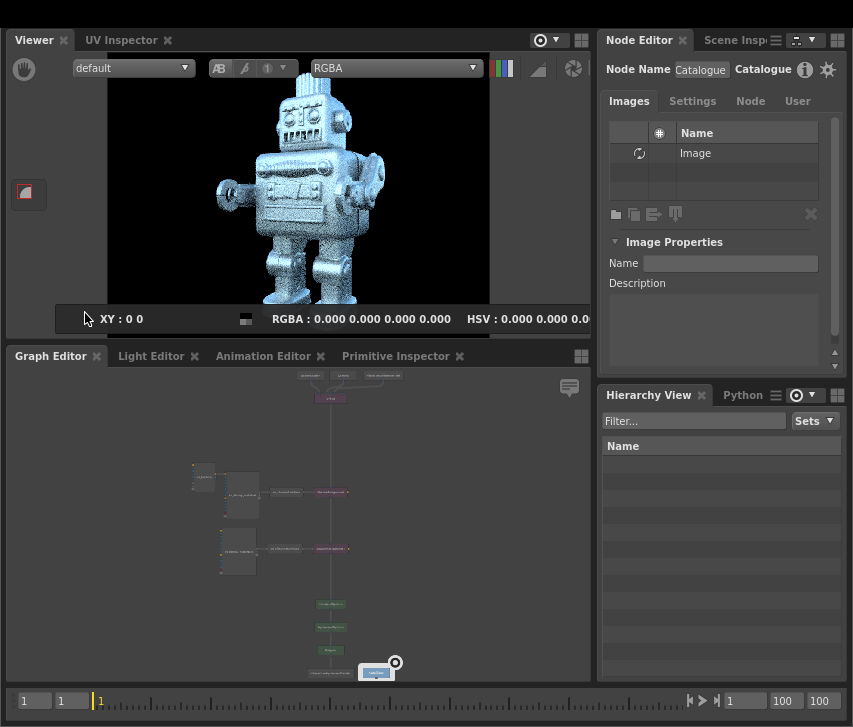 Viewer UV Inspector
default AB 1 RGBA
XY : 0 0 RGBA : 0.000 0.000 0.000 0.000 HSV : 0.000 0.000 0.0
Node Editor Scene Insp
Node Name Catalogue Catalogue
Images Settings Node User
Name
Image
Image Properties
Name
Description
Graph Editor Light Editor Animation Editor Primitive Inspector
Hierarchy View Python
Filter... Sets
Name
1 1 1 1 100 100